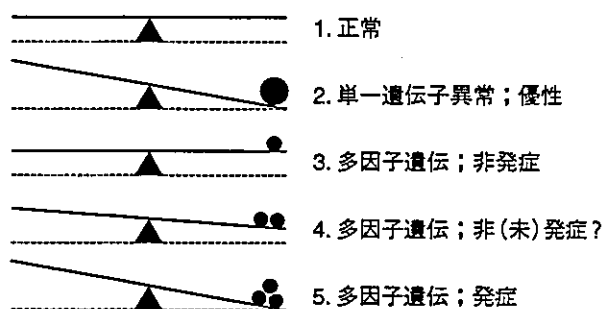 1. 正常
2. 単一遺伝子異常；優性
3. 多因子遺伝；非発症
4. 多因子遺伝；非(未)発症？
5. 多因子遺伝；発症